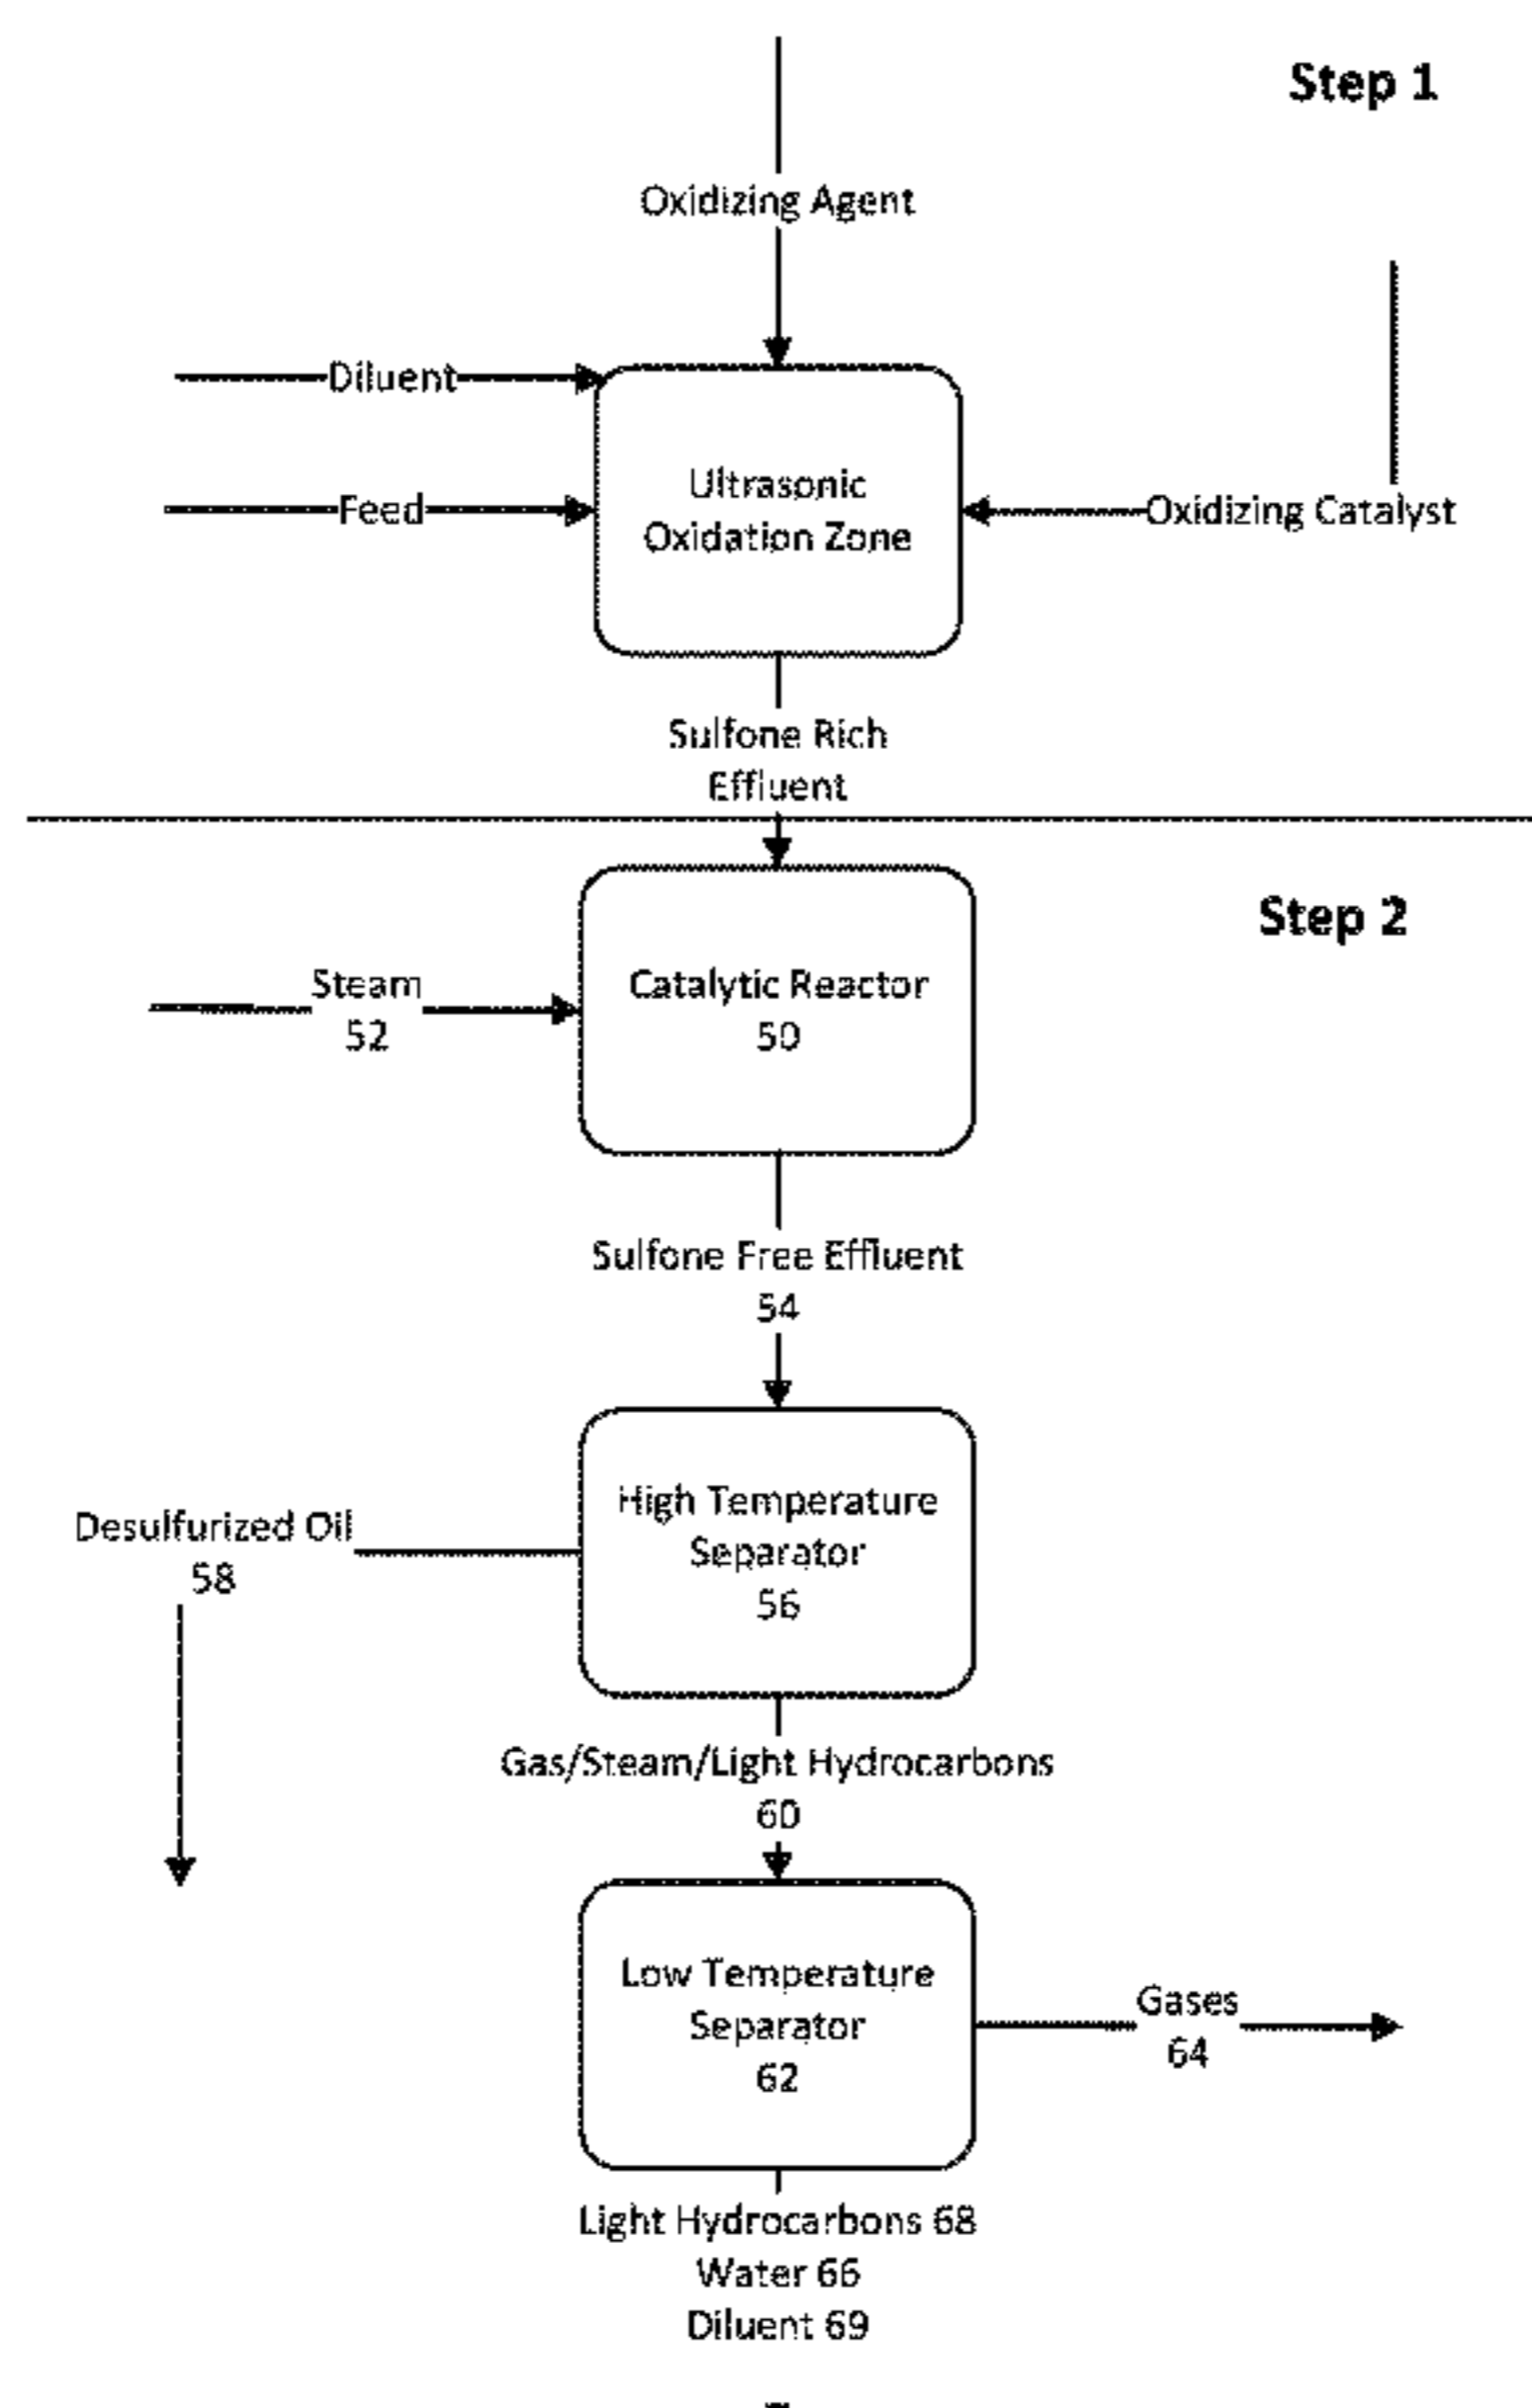 Step 1
Oxidizing Agent
Diluent
Feed
Ultrasonic
Oxidation Zone
Oxidizing Catalyst
Sulfone Rich
Effluent
Step 2
Steam
52
Catalytic Reactor
50
Sulfone Free Effluent
54
High Temperature
Separator
56
Desulfurized Oil
58
Gas/Steam/Light Hydrocarbons
60
Low Temperature
Separator
62
Gases
64
Light Hydrocarbons 68
Water 66
Diluent 69